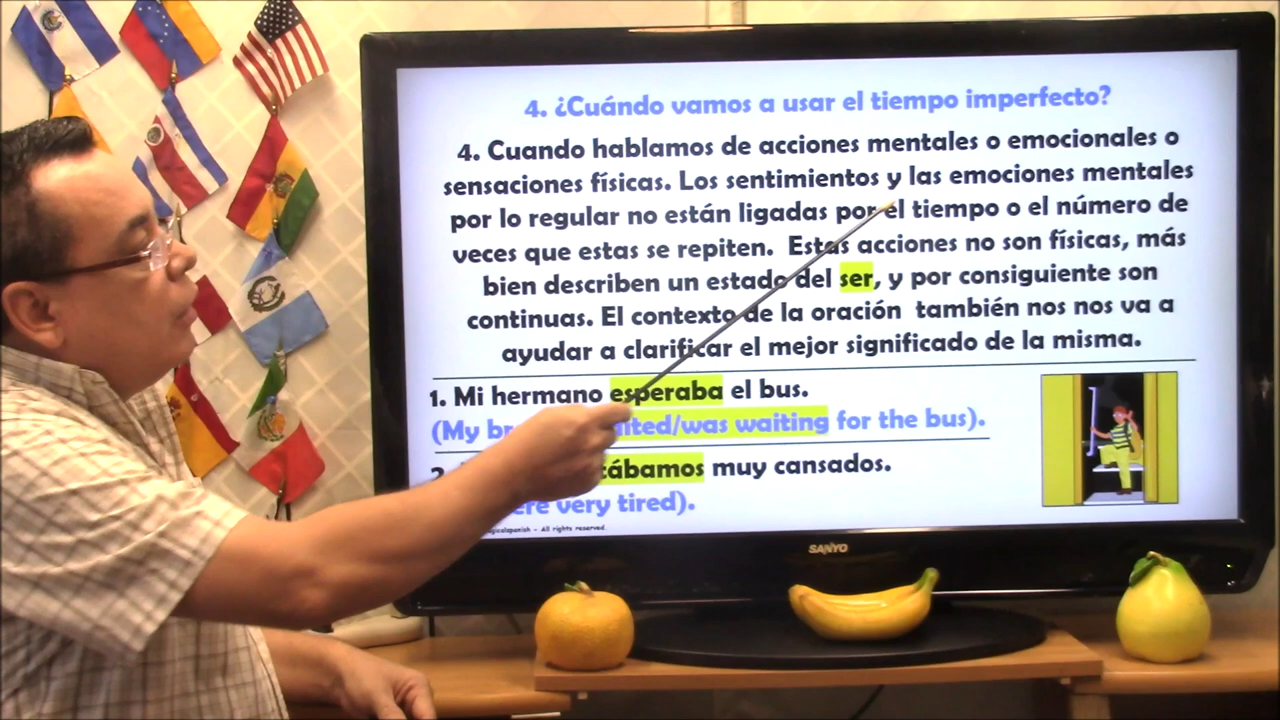 4. ¿Cuándo vamos a usar el tiempo imperfecto?
4. Cuando hablamos de acciones mentales o emocionales o
sensaciones físicas. Los sentimientos y las emociones mentales
por lo regular no están ligadas por el tiempo o el número de
veces que estas se repiten. Estas acciones no son físicas, más
bien describen un estado del ser, y por consiguiente son
continuas. El contexto de la oración también nos nos va a
ayudar a clarificar el mejor significado de la misma.
1. Mi hermano esperaba el bus.
(My was waiting for the bus).
muy cansados.
very tired).
- All rights reserved.
SANYO